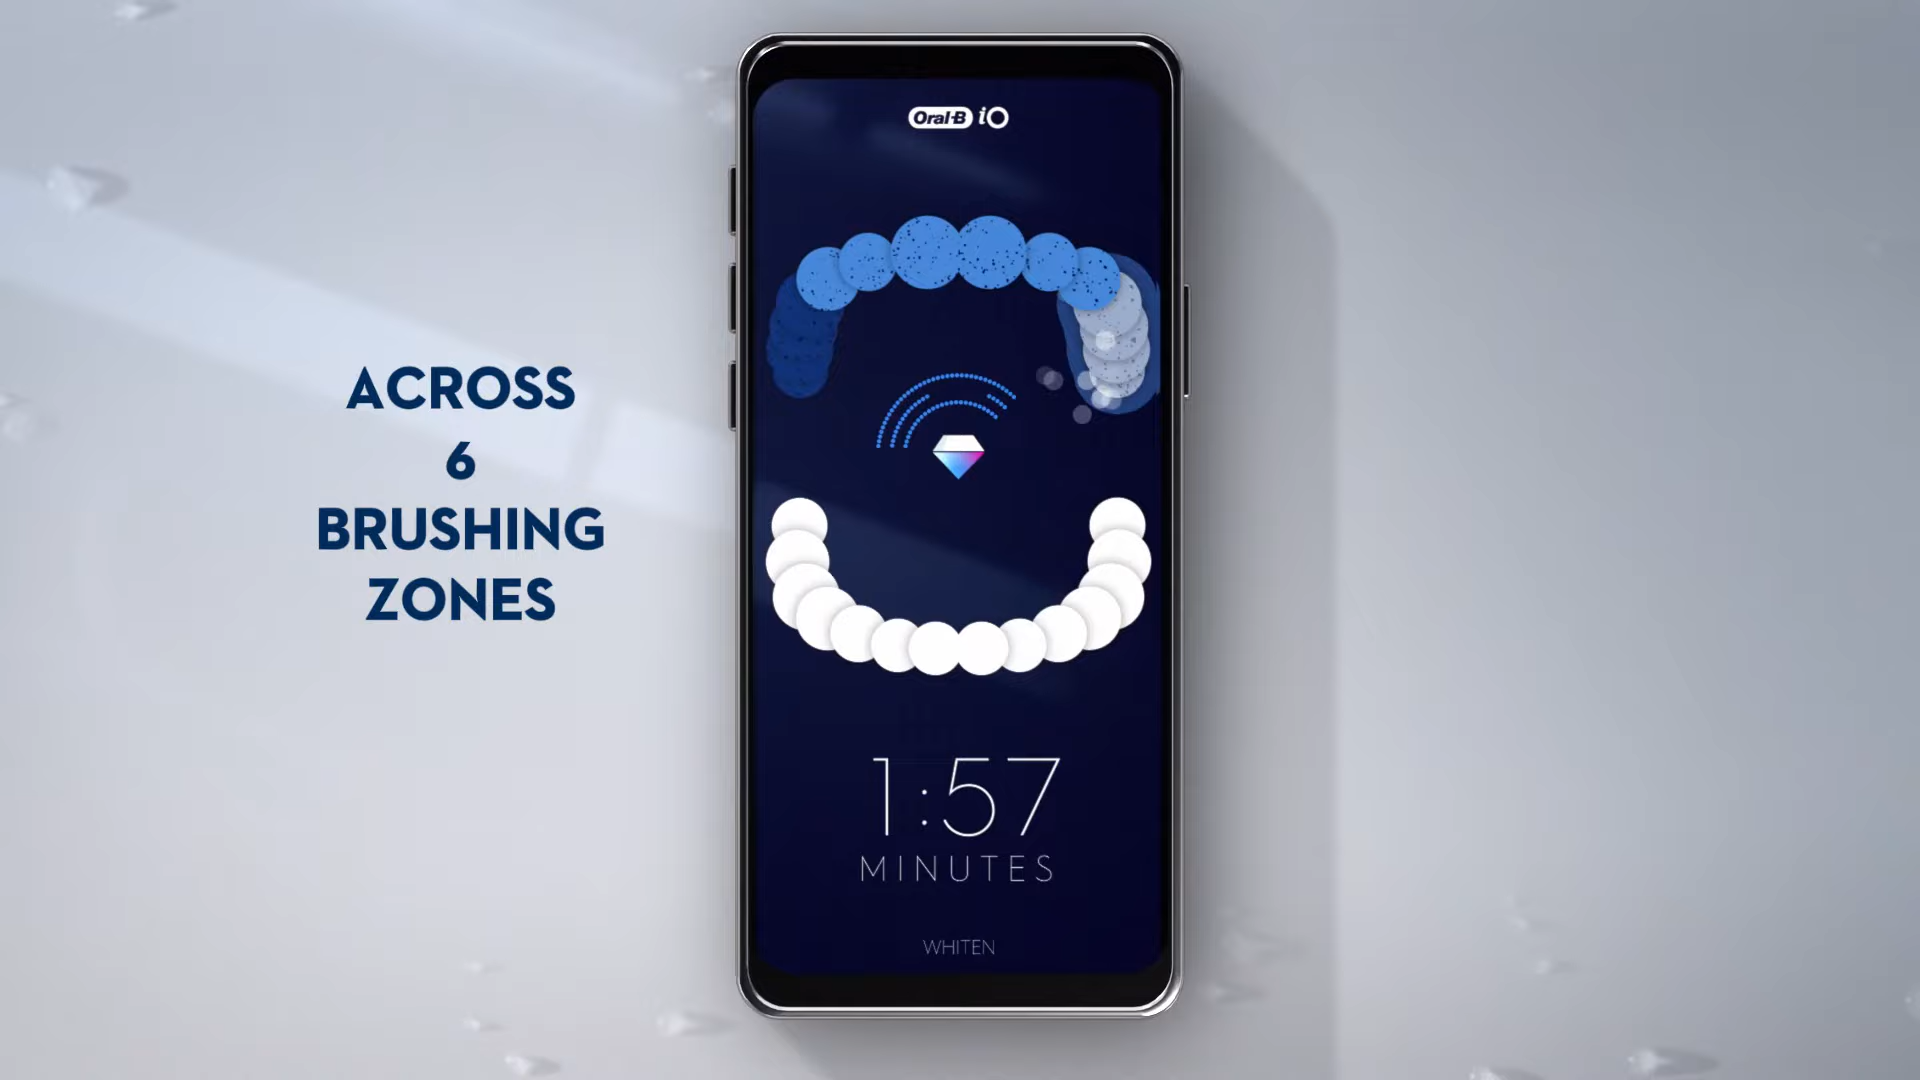 ACROSS
6
BRUSHING
ZONES
Oral-B iO
1:57
MINUTES
WHITEN